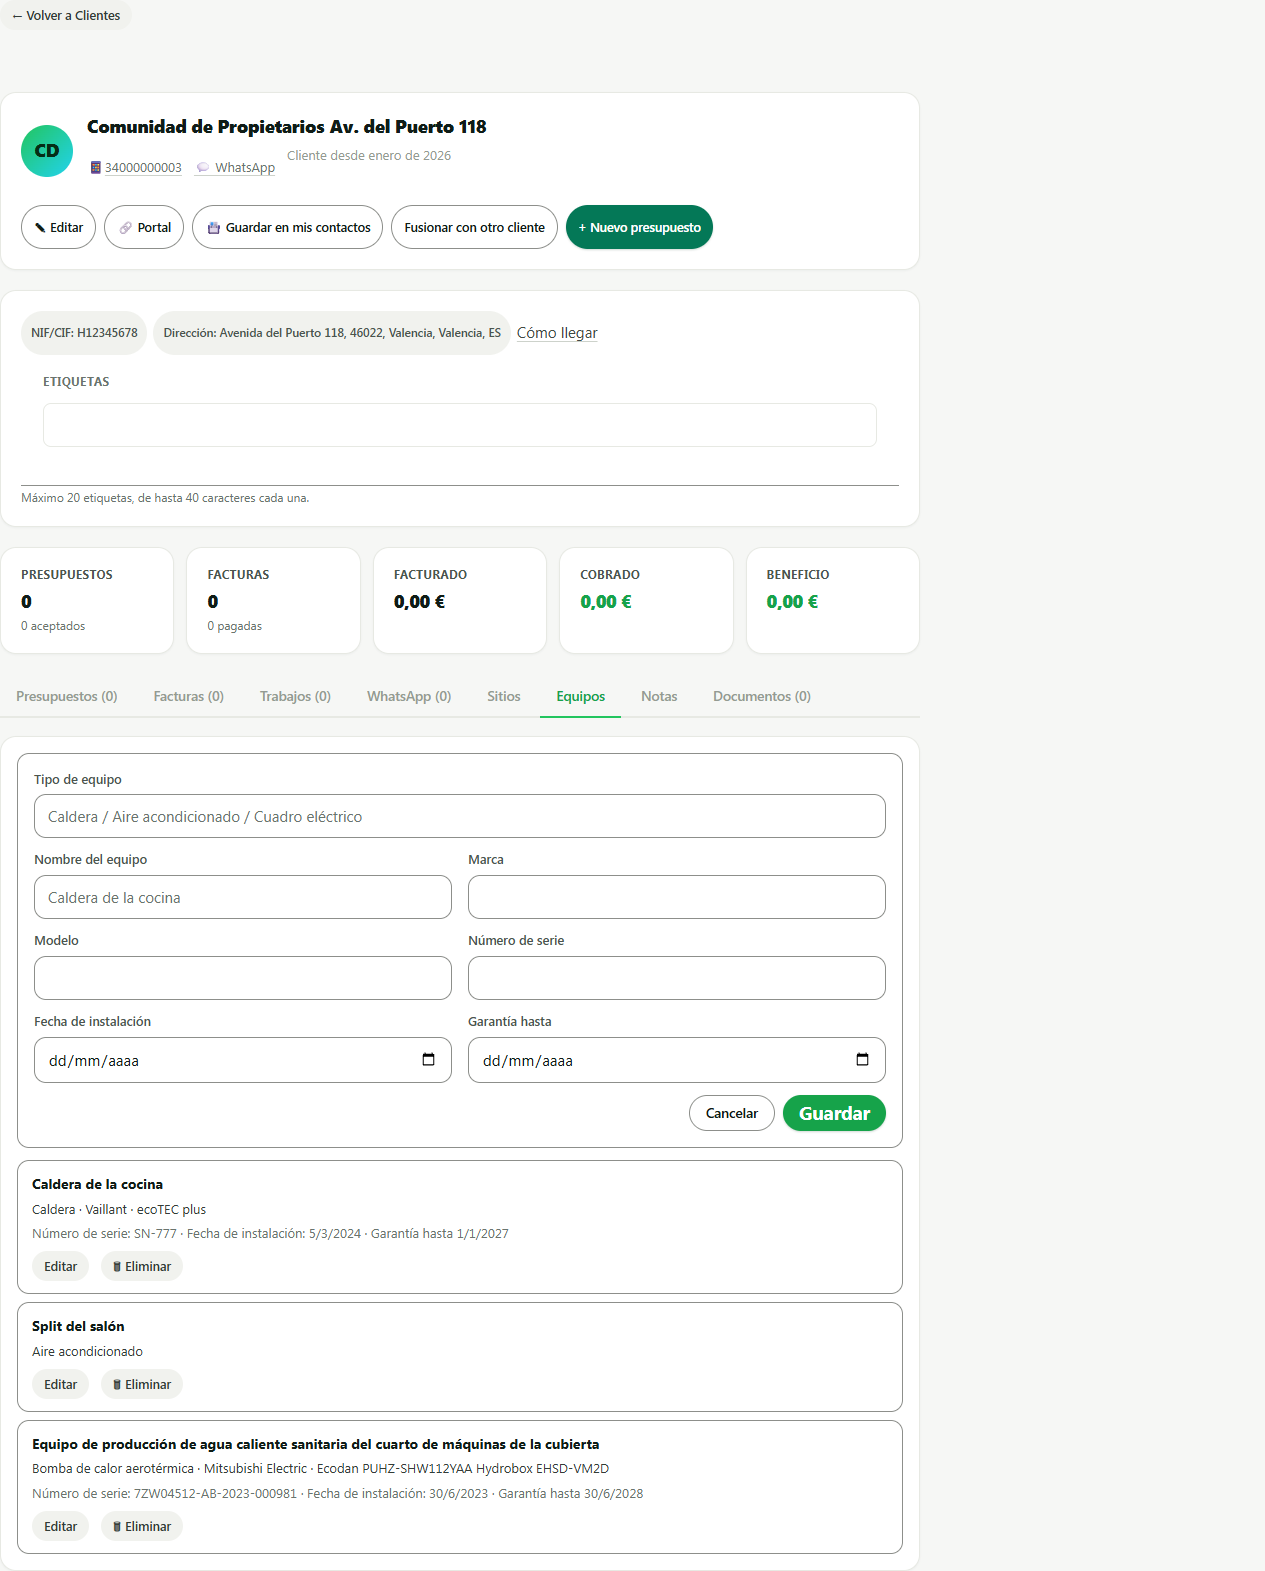 ← Volver a Clientes
CD
Comunidad de Propietarios Av. del Puerto 118
34000000003 WhatsApp
Cliente desde enero de 2026
Editar
Portal
Guardar en mis contactos
Fusionar con otro cliente
+ Nuevo presupuesto
NIF/CIF: H12345678
Dirección: Avenida del Puerto 118, 46022, Valencia, Valencia, ES
Cómo llegar
ETIQUETAS
Máximo 20 etiquetas, de hasta 40 caracteres cada una.
PRESUPUESTOS
0
0 aceptados
FACTURAS
0
0 pagadas
FACTURADO
0,00 €
COBRADO
0,00 €
BENEFICIO
0,00 €
Presupuestos (0)
Facturas (0)
Trabajos (0)
WhatsApp (0)
Sitios
Equipos
Notas
Documentos (0)
Tipo de equipo
Caldera / Aire acondicionado / Cuadro eléctrico
Nombre del equipo
Caldera de la cocina
Marca
Modelo
Número de serie
Fecha de instalación
dd/mm/aaaa
Garantía hasta
dd/mm/aaaa
Cancelar
Guardar
Caldera de la cocina
Caldera · Vaillant · ecoTEC plus
Número de serie: SN-777 · Fecha de instalación: 5/3/2024 · Garantía hasta 1/1/2027
Editar
Eliminar
Split del salón
Aire acondicionado
Editar
Eliminar
Equipo de producción de agua caliente sanitaria del cuarto de máquinas de la cubierta
Bomba de calor aerotérmica · Mitsubishi Electric · Ecodan PUHZ-SHW112YAA Hydrobox EHSD-VM2D
Número de serie: 7ZW04512-AB-2023-000981 · Fecha de instalación: 30/6/2023 · Garantía hasta 30/6/2028
Editar
Eliminar